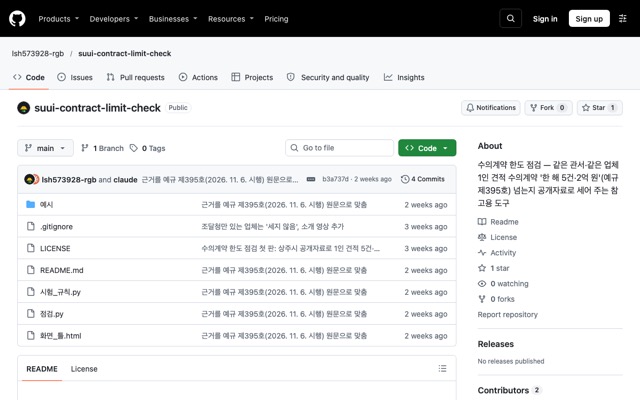 Products
Developers
Businesses
Resources
Pricing
Sign in
Sign up
lsh573928-rgb / suui-contract-limit-check
Code
Issues
Pull requests
Actions
Projects
Security and quality
Insights
suui-contract-limit-check Public
Notifications
Fork 0
Star 1
main
1 Branch
0 Tags
Go to file
Code
lsh573928-rgb and claude 근거를 예규 제395호(2026. 11. 6. 시행) 원문으로... b3a737d · 2 weeks ago 4 Commits
예시 근거를 예규 제395호(2026. 11. 6. 시행) 원문으로 맞춤 2 weeks ago
.gitignore 조달청만 있는 업체는 '세지 않음', 소개 영상 추가 3 weeks ago
LICENSE 수의계약 한도 점검 첫 판: 상주시 공개자료로 1인 견적 5건·... 3 weeks ago
README.md 근거를 예규 제395호(2026. 11. 6. 시행) 원문으로 맞춤 2 weeks ago
시험_규칙.py 근거를 예규 제395호(2026. 11. 6. 시행) 원문으로 맞춤 2 weeks ago
점검.py 근거를 예규 제395호(2026. 11. 6. 시행) 원문으로 맞춤 2 weeks ago
화면_틀.html 근거를 예규 제395호(2026. 11. 6. 시행) 원문으로 맞춤 2 weeks ago
README
License
About
수의계약 한도 점검 — 같은 관서·같은 업체
1인 견적 수의계약 '한 해 5건·2억 원'(예규
제395호) 넘는지 공개자료로 세어 주는 참
고용 도구
Readme
License
Activity
1 star
0 watching
0 forks
Report repository
Releases
No releases published
Contributors 2